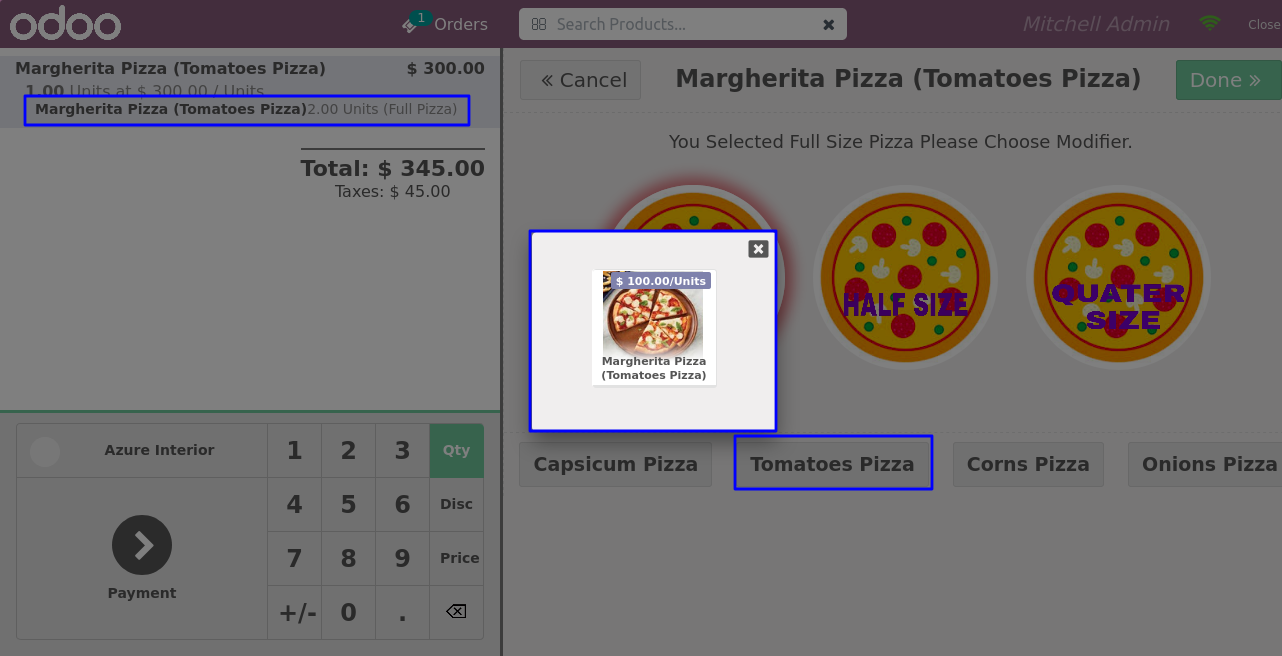 odoo
1
Orders
Search Products...
Mitchell Admin
Close
Margherita Pizza (Tomatoes Pizza) $ 300.00
1.00 Units at $ 300.00 / Units
Margherita Pizza (Tomatoes Pizza)2.00 Units (Full Pizza)
Total: $ 345.00
Taxes: $ 45.00
Azure Interior
1 2 3 Qty
4 5 6 Disc
7 8 9 Price
+/- 0 .
Payment
« Cancel
Margherita Pizza (Tomatoes Pizza)
Done »
You Selected Full Size Pizza Please Choose Modifier.
HALF SIZE
QUATER
SIZE
$ 100.00/Units
Margherita Pizza
(Tomatoes Pizza)
Capsicum Pizza
Tomatoes Pizza
Corns Pizza
Onions Pizza